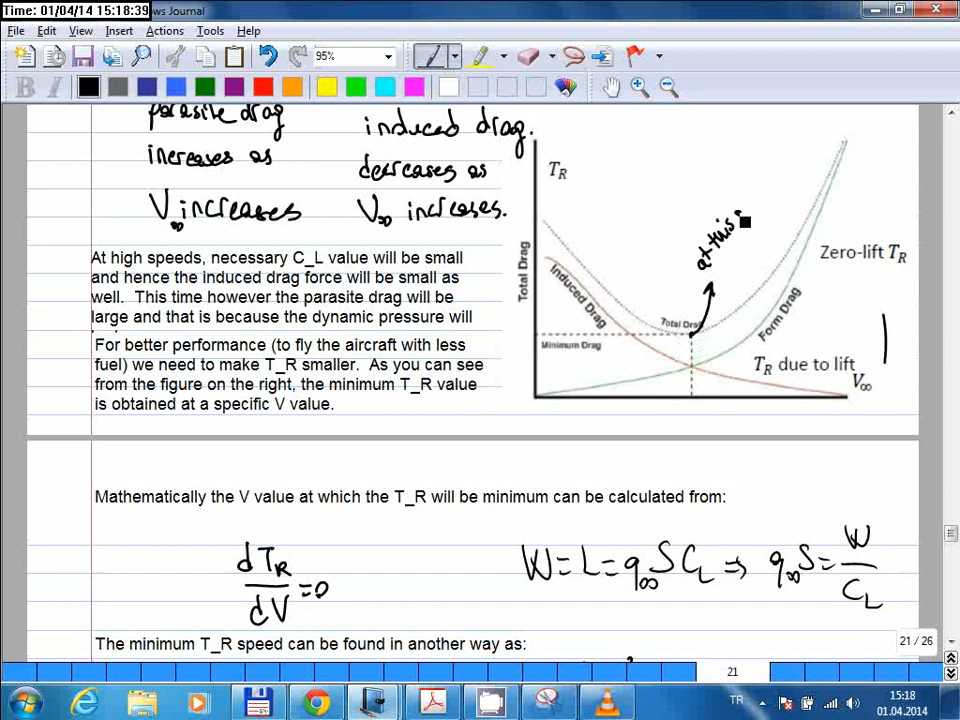 Time: 01/04/14 15:18:39
ows Journal
File Edit View Insert Actions Tools Help
95%
B I
parasite drag
increases as
V∞ increases
induced drag.
decreases as
V∞ increases.
At high speeds, necessary C_L value will be small
and hence the induced drag force will be small as
well. This time however the parasite drag will be
large and that is because the dynamic pressure will
For better performance (to fly the aircraft with less
fuel) we need to make T_R smaller. As you can see
from the figure on the right, the minimum T_R value
is obtained at a specific V value.
T_R
Total Drag
Induced Drag
Minimum Drag
Total Drag
Form Drag
at this
Zero-lift T_R
T_R due to lift
V∞
Mathematically the V value at which the T_R will be minimum can be calculated from:
dT_R/dV = 0
W = L = q∞ S C_L ⇒ q∞ S = W/C_L
The minimum T_R speed can be found in another way as:
21 / 26
21
TR
15:18
01.04.2014